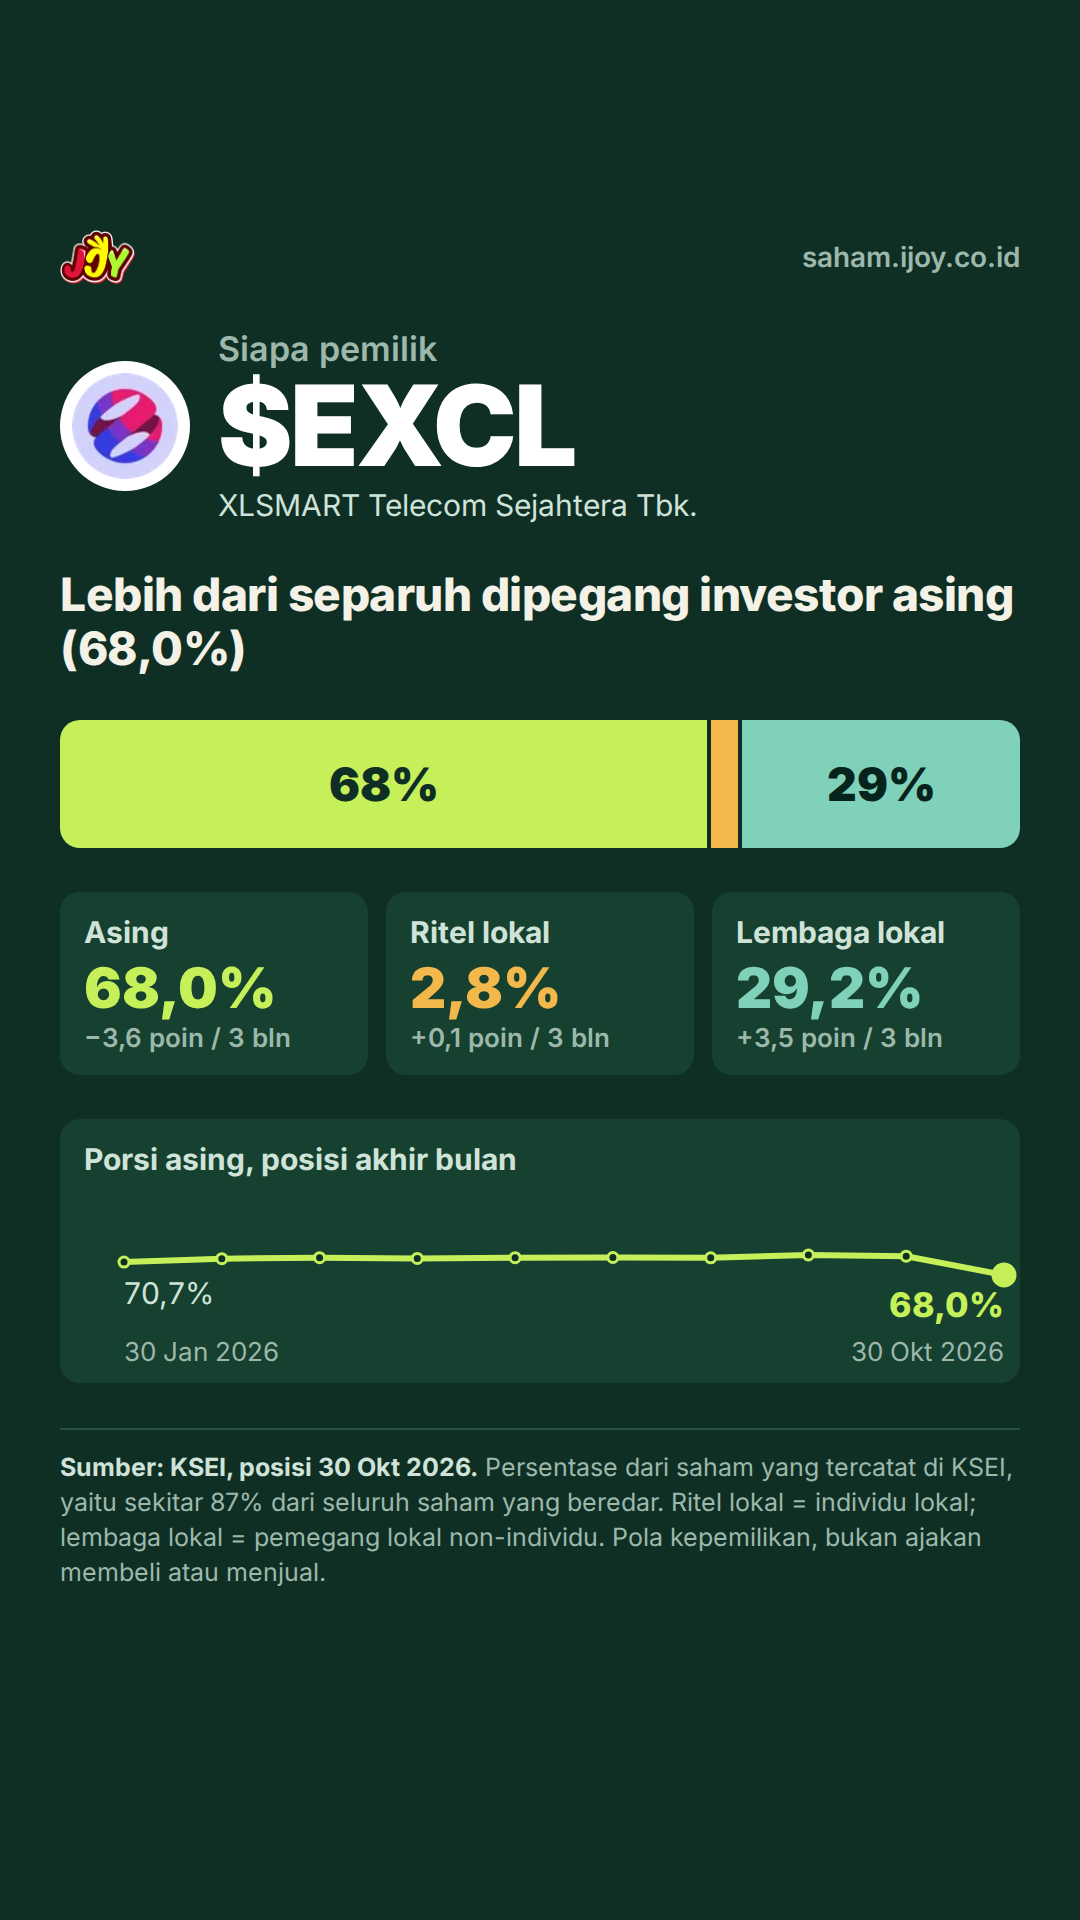 JOY
saham.ijoy.co.id
Siapa pemilik
$EXCL
XLSMART Telecom Sejahtera Tbk.
Lebih dari separuh dipegang investor asing
(68,0%)
68%
29%
Asing
68,0%
−3,6 poin / 3 bln
Ritel lokal
2,8%
+0,1 poin / 3 bln
Lembaga lokal
29,2%
+3,5 poin / 3 bln
Porsi asing, posisi akhir bulan
70,7%
68,0%
30 Jan 2026
30 Okt 2026
Sumber: KSEI, posisi 30 Okt 2026. Persentase dari saham yang tercatat di KSEI,
yaitu sekitar 87% dari seluruh saham yang beredar. Ritel lokal = individu lokal;
lembaga lokal = pemegang lokal non-individu. Pola kepemilikan, bukan ajakan
membeli atau menjual.